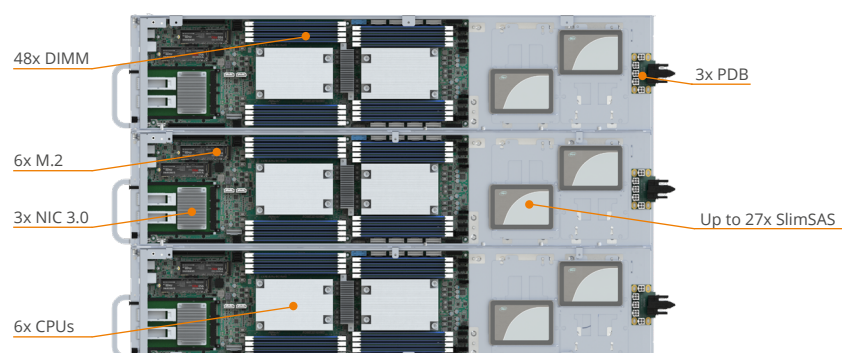 48x DIMM
3x PDB
6x M.2
3x NIC 3.0
Up to 27x SlimSAS
6x CPUs